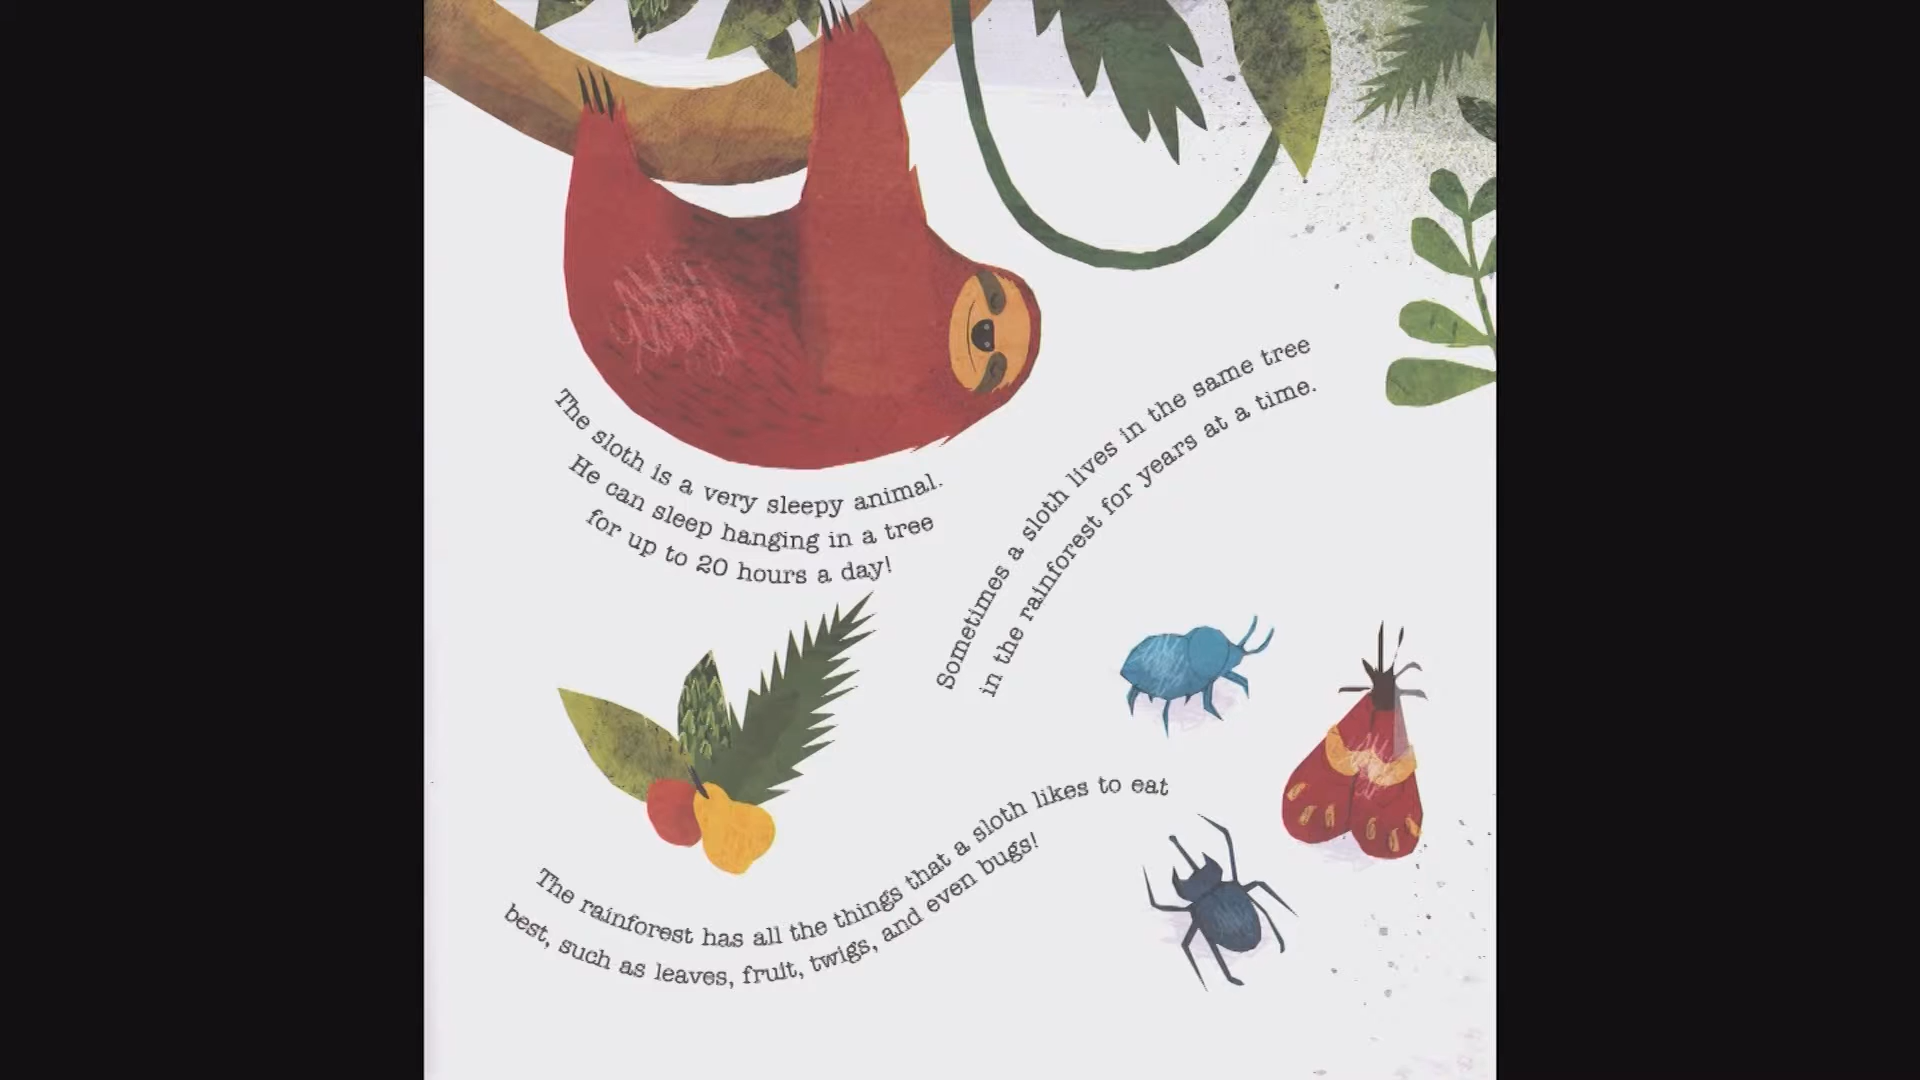 The sloth is a very sleepy animal.
He can sleep hanging in a tree
for up to 20 hours a day!
Sometimes a sloth lives in the same tree
in the rainforest for years at a time.
The rainforest has all the things that a sloth likes to eat
best, such as leaves, fruit, twigs, and even bugs!